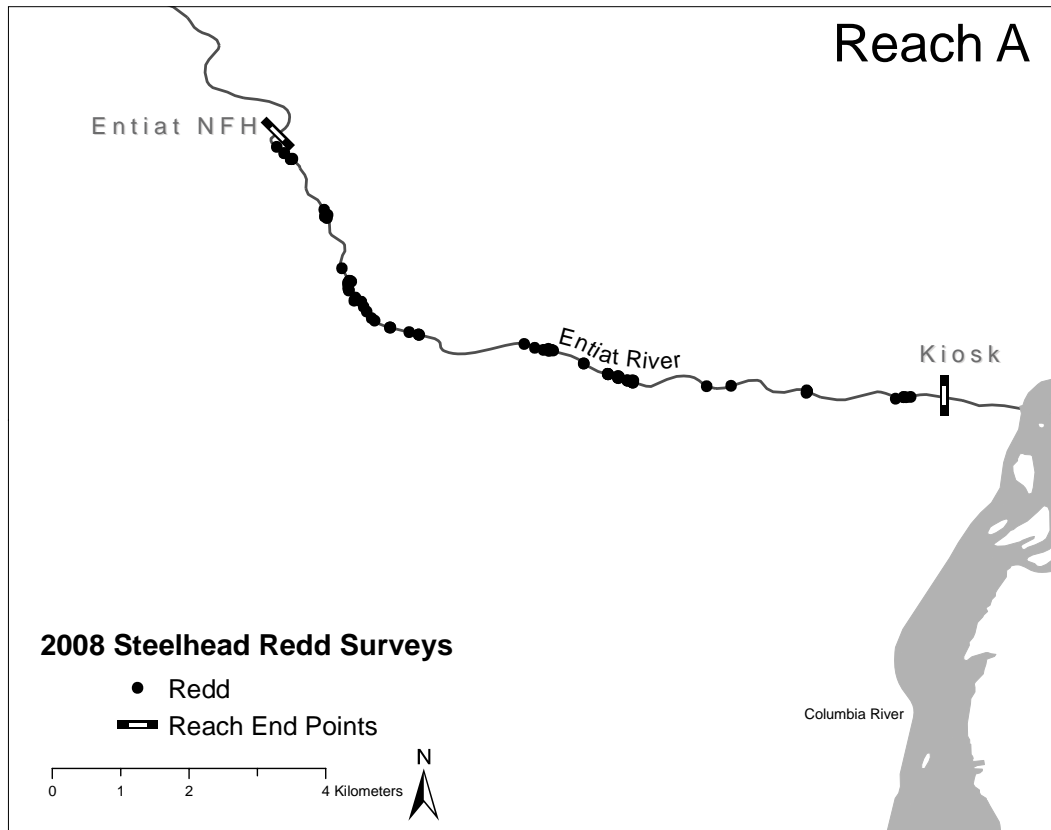 Reach A
Entiat NFH
Entiat River
Kiosk
2008 Steelhead Redd Surveys
Redd
Reach End Points
Columbia River
N
0 1 2 4 Kilometers